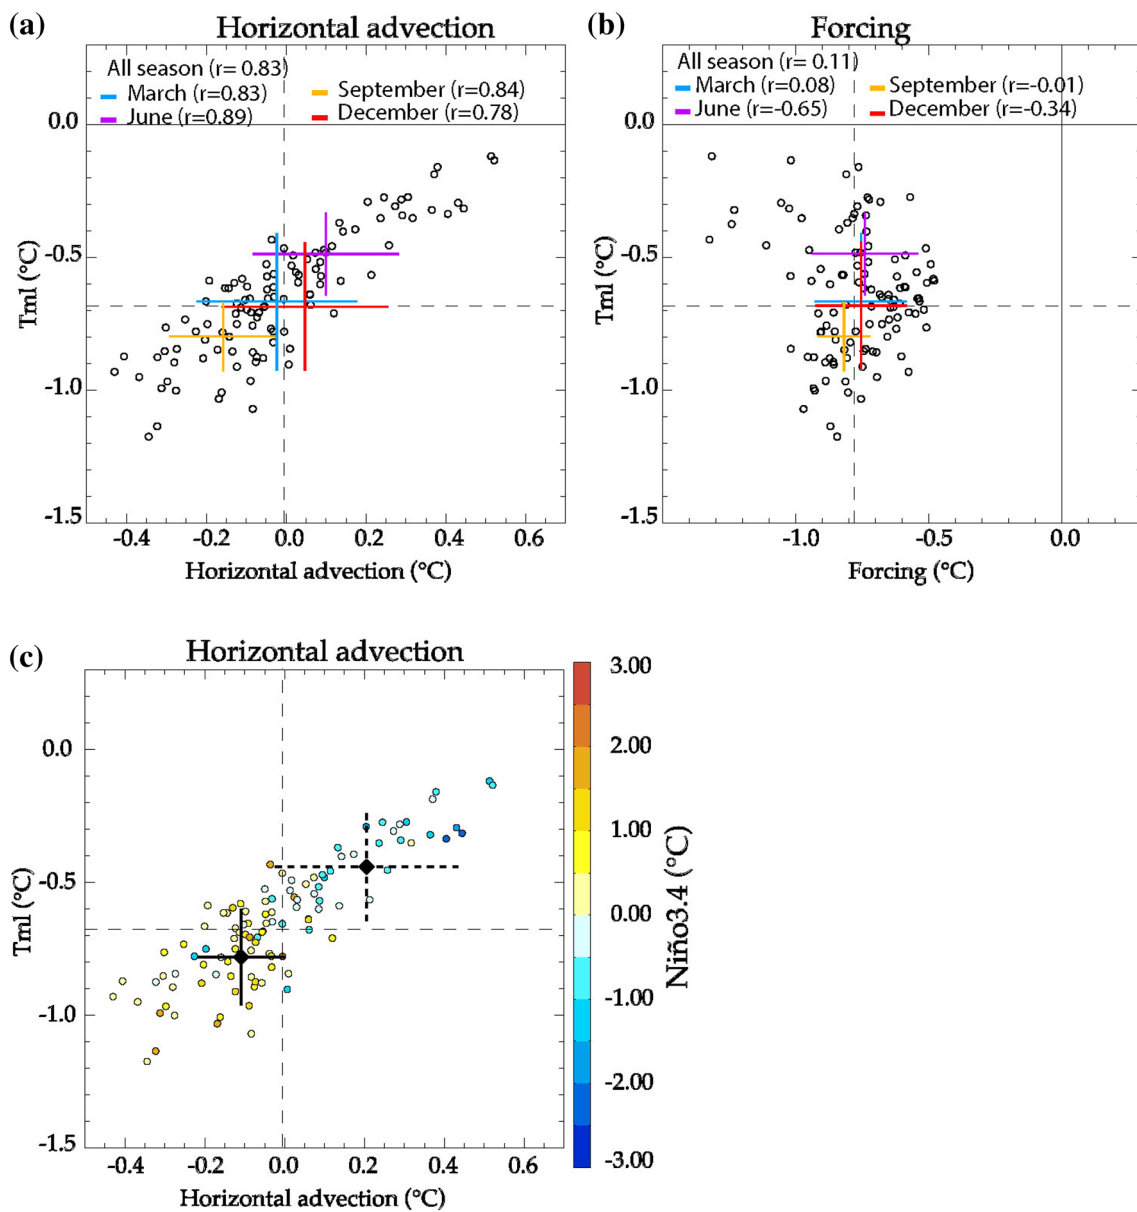 (a) Horizontal advection
All season (r= 0.83)
March (r=0.83)
June (r=0.89)
September (r=0.84)
December (r=0.78)
0.0
-0.5
-1.0
-1.5
Tml (°C)
-0.4 -0.2 0.0 0.2 0.4 0.6
Horizontal advection (°C)
(b) Forcing
All season (r= 0.11)
March (r=0.08)
June (r=-0.65)
September (r=-0.01)
December (r=-0.34)
0.0
-0.5
-1.0
-1.5
Tml (°C)
-1.0 -0.5 0.0
Forcing (°C)
(c) Horizontal advection
0.0
-0.5
-1.0
-1.5
Tml (°C)
-0.4 -0.2 0.0 0.2 0.4 0.6
Horizontal advection (°C)
3.00
2.00
1.00
0.00
-1.00
-2.00
-3.00
Niño3.4 (°C)